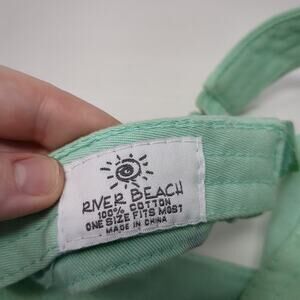 RIVER BEACH
100% COTTON
ONE SIZE FITS MOST
MADE IN CHINA